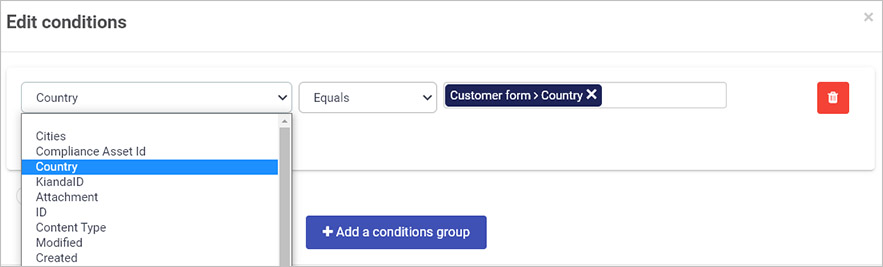 Edit conditions
×
Country
Equals
Customer form > Country ✕
Cities
Compliance Asset Id
Country
KiandaID
Attachment
ID
Content Type
Modified
Created
+ Add a conditions group